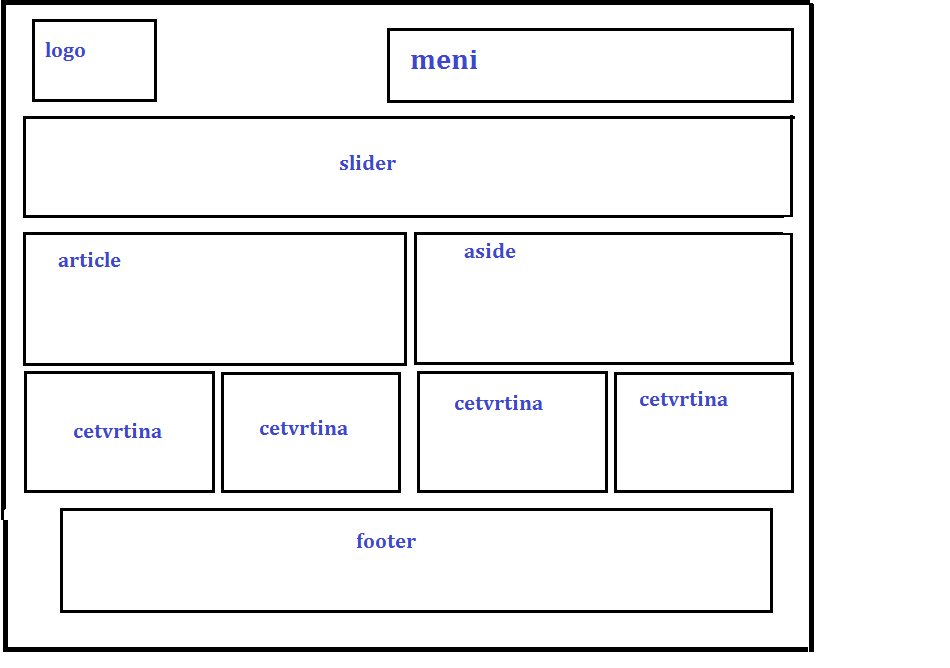 logo
meni
slider
article
aside
cetvrtina
cetvrtina
cetvrtina
cetvrtina
footer